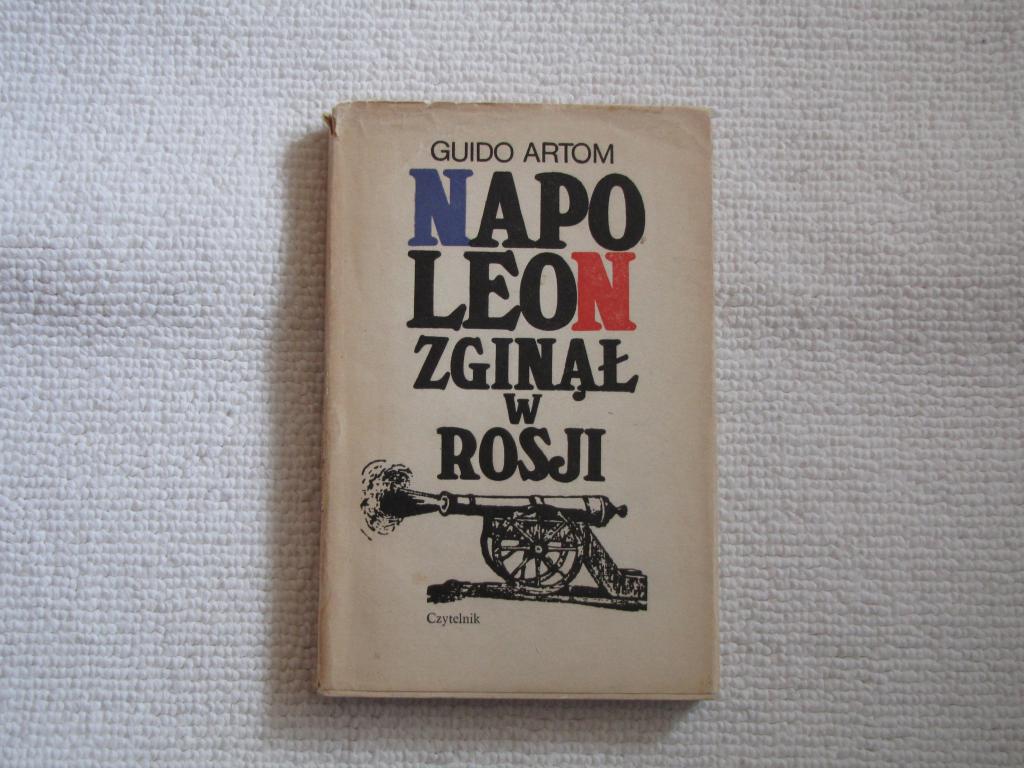 GUIDO ARTOM
NAPO
LEON
ZGINĄŁ
W
ROSJI
Czytelnik